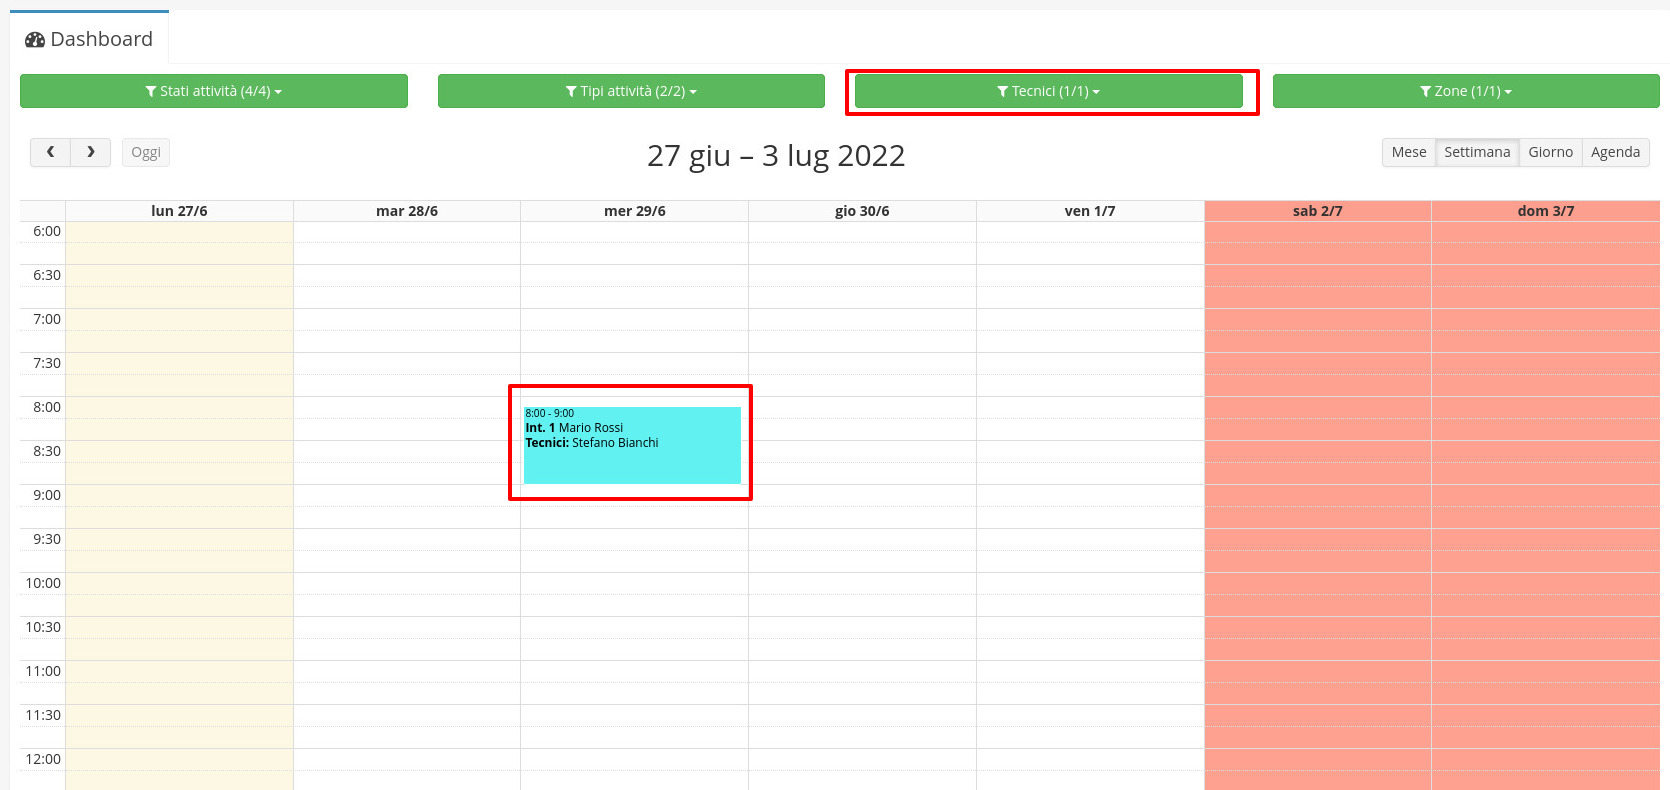 Dashboard
Stati attività (4/4)
Tipi attività (2/2)
Tecnici (1/1)
Zone (1/1)
Oggi
27 giu – 3 lug 2022
Mese Settimana Giorno Agenda
lun 27/6 mar 28/6 mer 29/6 gio 30/6 ven 1/7 sab 2/7 dom 3/7
6:00
6:30
7:00
7:30
8:00
8:00 - 9:00
Int. 1 Mario Rossi
Tecnici: Stefano Bianchi
8:30
9:00
9:30
10:00
10:30
11:00
11:30
12:00